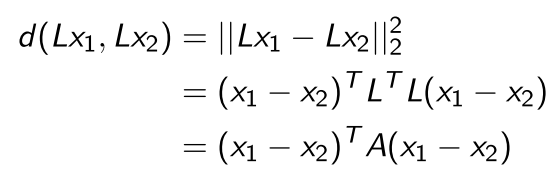 d(Lx₁, Lx₂) = ||Lx₁ − Lx₂||₂²
= (x₁ − x₂)ᵀLᵀL(x₁ − x₂)
= (x₁ − x₂)ᵀA(x₁ − x₂)